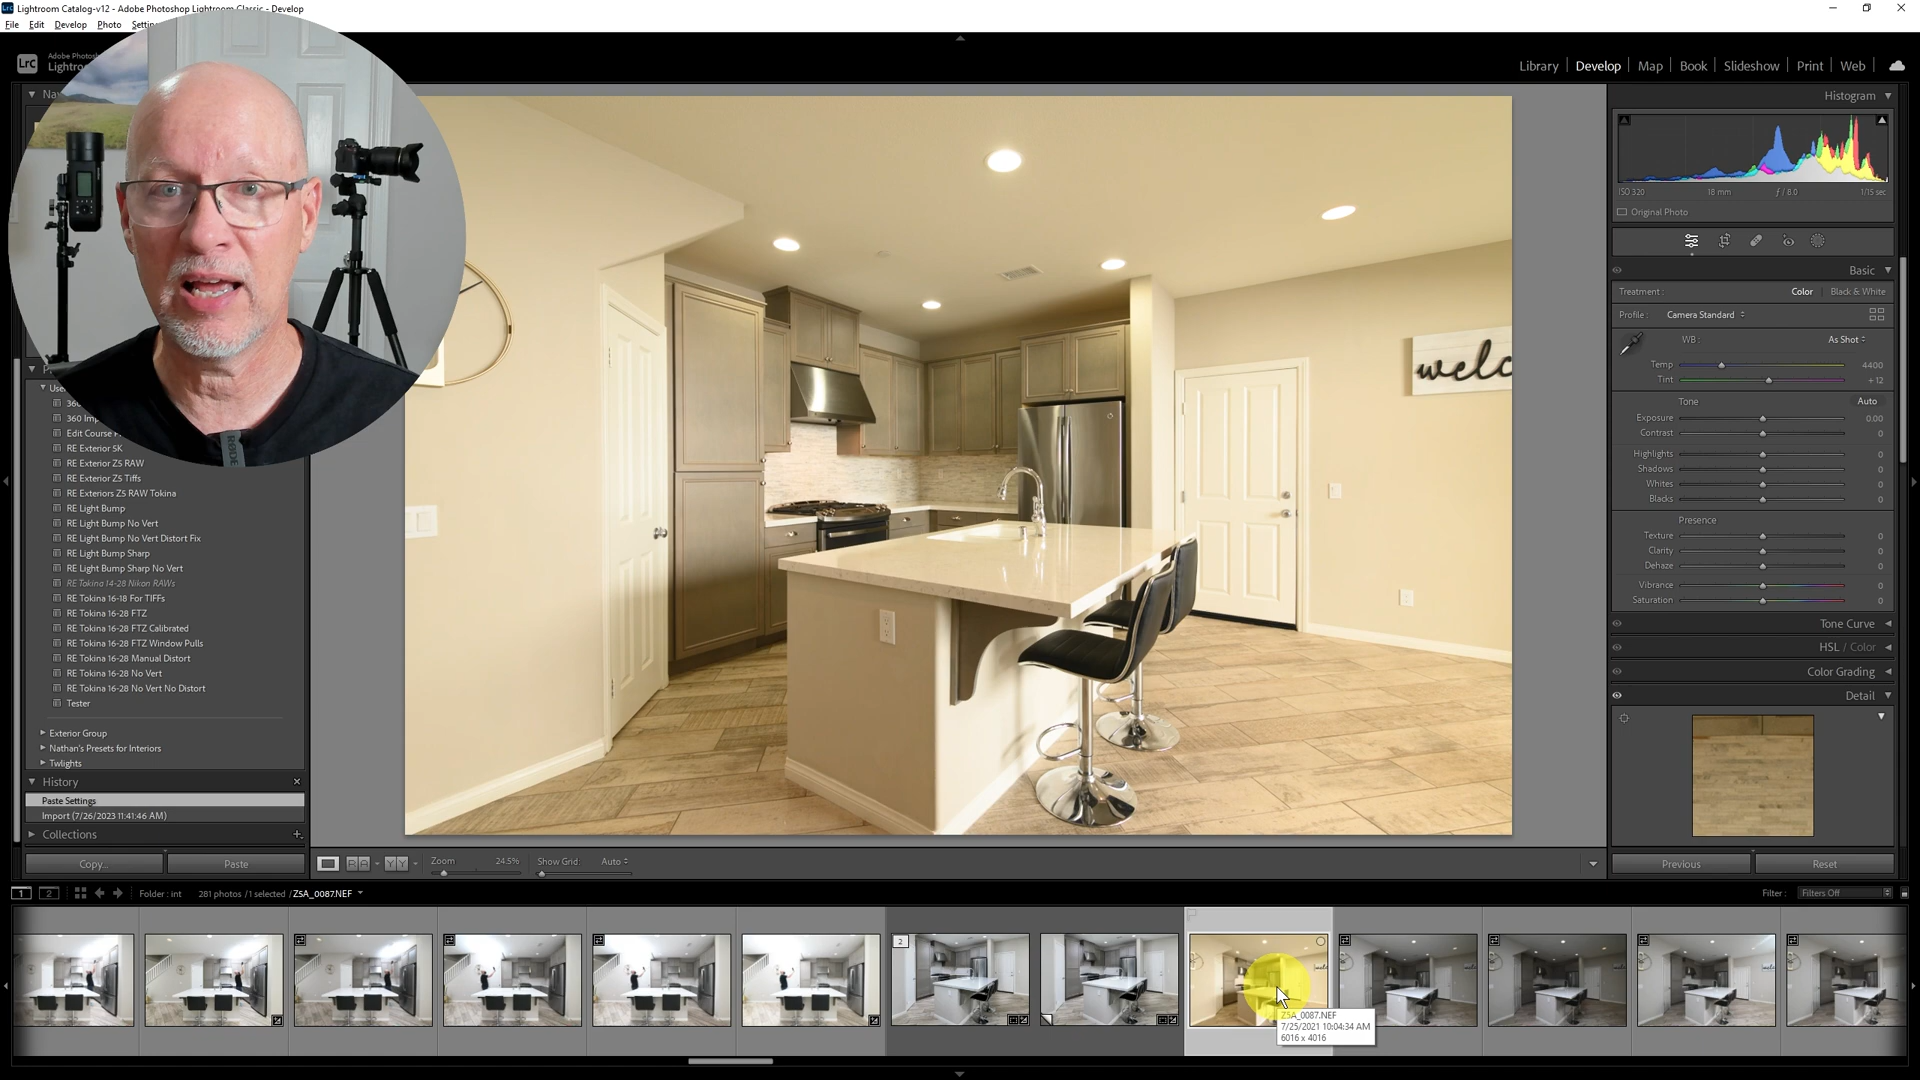 Lightroom Catalog-v12 - Adobe Photoshop Lightroom Classic - Develop
File Edit Develop Photo
LrC
Library | Develop | Map | Book | Slideshow | Print | Web
Histogram
ISO 320 18 mm ƒ / 8.0 1/15 sec
Original Photo
Basic
Treatment : Color Black & White
Profile : Camera Standard
WB : As Shot
Temp 4400
Tint + 12
Tone Auto
Exposure 0.00
Contrast 0
Highlights 0
Shadows 0
Whites 0
Blacks 0
Presence
Texture 0
Clarity 0
Dehaze 0
Vibrance 0
Saturation 0
Tone Curve
HSL / Color
Color Grading
Detail
Previous Reset
welc
RØDE
RE Exterior SK
RE Exterior Z5 RAW
RE Exterior Z5 Tiffs
RE Exteriors Z5 RAW Tokina
RE Light Bump
RE Light Bump No Vert
RE Light Bump No Vert Distort Fix
RE Light Bump Sharp
RE Light Bump Sharp No Vert
RE Tokina 14-28 Nikon RAWs
RE Tokina 16-18 For TIFFs
RE Tokina 16-28 FTZ
RE Tokina 16-28 FTZ Calibrated
RE Tokina 16-28 FTZ Window Pulls
RE Tokina 16-28 Manual Distort
RE Tokina 16-28 No Vert
RE Tokina 16-28 No Vert No Distort
Tester
Exterior Group
Nathan's Presets for Interiors
Twlights
History
Paste Settings
Import (7/26/2023 11:41:46 AM)
Collections
Copy... Paste
Zoom: 24.5% Show Grid: Auto
1 2 Folder : int 281 photos / 1 selected / ZSA_0087.NEF
Filter : Filters Off
2
ZSA_0087.NEF
7/25/2021 10:04:34 AM
6016 x 4016